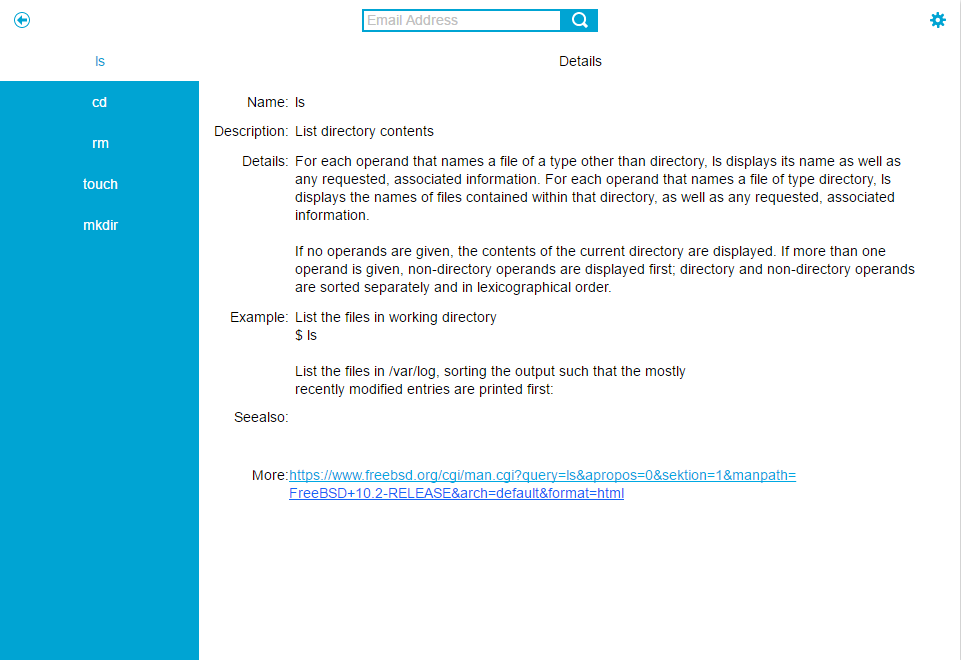 Email Address
ls
Details
cd
rm
touch
mkdir
Name: ls
Description: List directory contents
Details: For each operand that names a file of a type other than directory, ls displays its name as well as
any requested, associated information. For each operand that names a file of type directory, ls
displays the names of files contained within that directory, as well as any requested, associated
information.
If no operands are given, the contents of the current directory are displayed. If more than one
operand is given, non-directory operands are displayed first; directory and non-directory operands
are sorted separately and in lexicographical order.
Example: List the files in working directory
$ ls
List the files in /var/log, sorting the output such that the mostly
recently modified entries are printed first:
Seealso:
More:https://www.freebsd.org/cgi/man.cgi?query=ls&apropos=0&sektion=1&manpath=
FreeBSD+10.2-RELEASE&arch=default&format=html